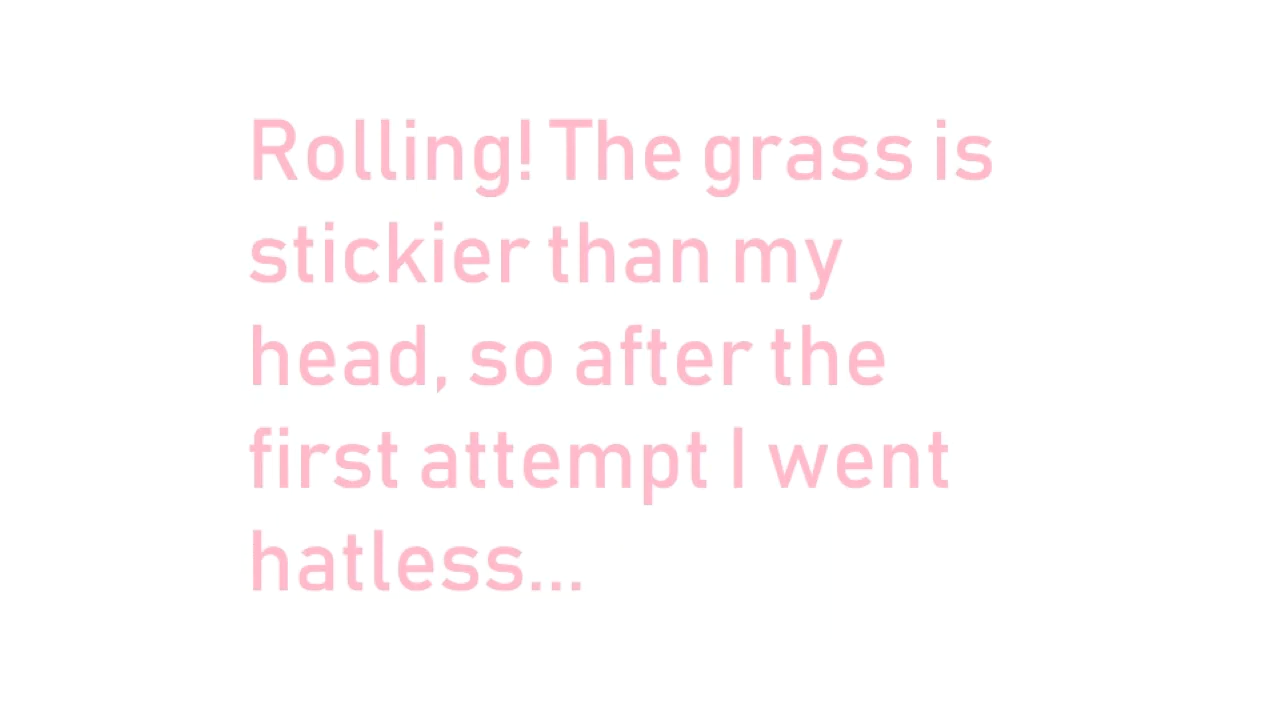 Rolling! The grass is
stickier than my
head, so after the
first attempt I went
hatless...